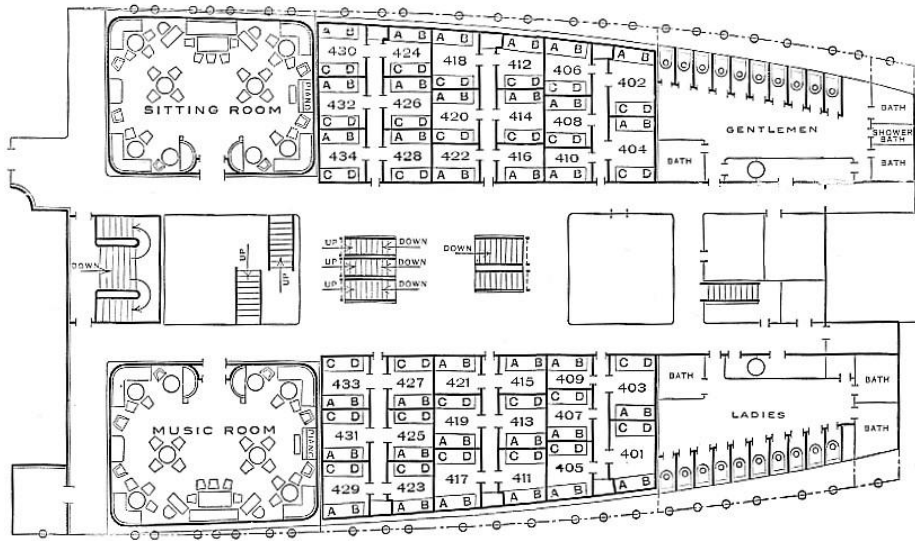 SITTING ROOM
PIANO
A B
430
C D
A B
432
C D
A B
434
C D
A B
424
C D
A B
426
C D
A B
428
C D
A B
418
C D
A B
420
C D
A B
422
A B
412
C D
A B
414
C D
A B
416
A B
406
C D
A B
408
C D
A B
410
A B
402
C D
A B
404
C D
GENTLEMEN
BATH
BATH
SHOWER
BATH
BATH
DOWN
UP
UP
UP
UP
UP
DOWN
DOWN
DOWN
DOWN
MUSIC ROOM
PIANO
C D
433
A B
C D
431
A B
C D
429
A B
C D
427
A B
C D
425
A B
C D
423
A B
A B
421
C D
419
A B
C D
417
A B
A B
415
C D
413
A B
C D
411
A B
A B
409
C D
407
A B
C D
405
A B
C D
403
A B
C D
401
A B
LADIES
BATH
BATH
BATH